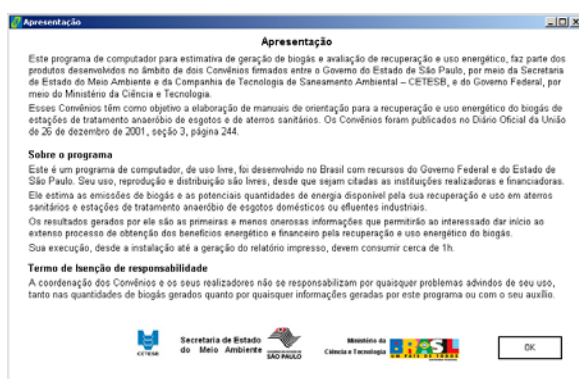 Apresentação
Apresentação
Este programa de computador para estimativa de geração de biogás e avaliação de recuperação e uso energético, faz parte dos
produtos desenvolvidos no âmbito de dois Convênios firmados entre o Governo do Estado de São Paulo, por meio da Secretaria
de Estado do Meio Ambiente e da Companhia de Tecnologia de Saneamento Ambiental – CETESB, e do Governo Federal, por
meio do Ministério da Ciência e Tecnologia.
Esses Convênios têm como objetivo a elaboração de manuais de orientação para a recuperação e uso energético do biogás de
estações de tratamento anaeróbio de esgotos e de aterros sanitários. Os Convênios foram publicados no Diário Oficial da União
de 26 de dezembro de 2001, seção 3, página 244.
Sobre o programa
Este é um programa de computador, de uso livre, foi desenvolvido no Brasil com recursos do Governo Federal e do Estado de
São Paulo. Seu uso, reprodução e distribuição são livres, desde que sejam citadas as instituições realizadoras e financiadoras.
Ele estima as emissões de biogás e as potenciais quantidades de energia disponível pela sua recuperação e uso em aterros
sanitários e estações de tratamento anaeróbio de esgotos domésticos ou efluentes industriais.
Os resultados gerados por ele são as primeiras e menos onerosas informações que permitirão ao interessado dar início ao
extenso processo de obtenção dos benefícios energético e financeiro pela recuperação e uso energético do biogás.
Sua execução, desde a instalação até a geração do relatório impresso, devem consumir cerca de 1h.
Termo de Isenção de responsabilidade
A coordenação dos Convênios e os seus realizadores não se responsabilizam por quaisquer problemas advindos de seu uso,
tanto nas quantidades de biogás gerados quanto por quaisquer informações geradas por este programa ou com o seu auxílio.
CETESB
Secretaria de Estado
do Meio Ambiente
SÃO PAULO
Ministério da
Ciência e Tecnologia
BRASIL
UM PAÍS DE TODOS
OK